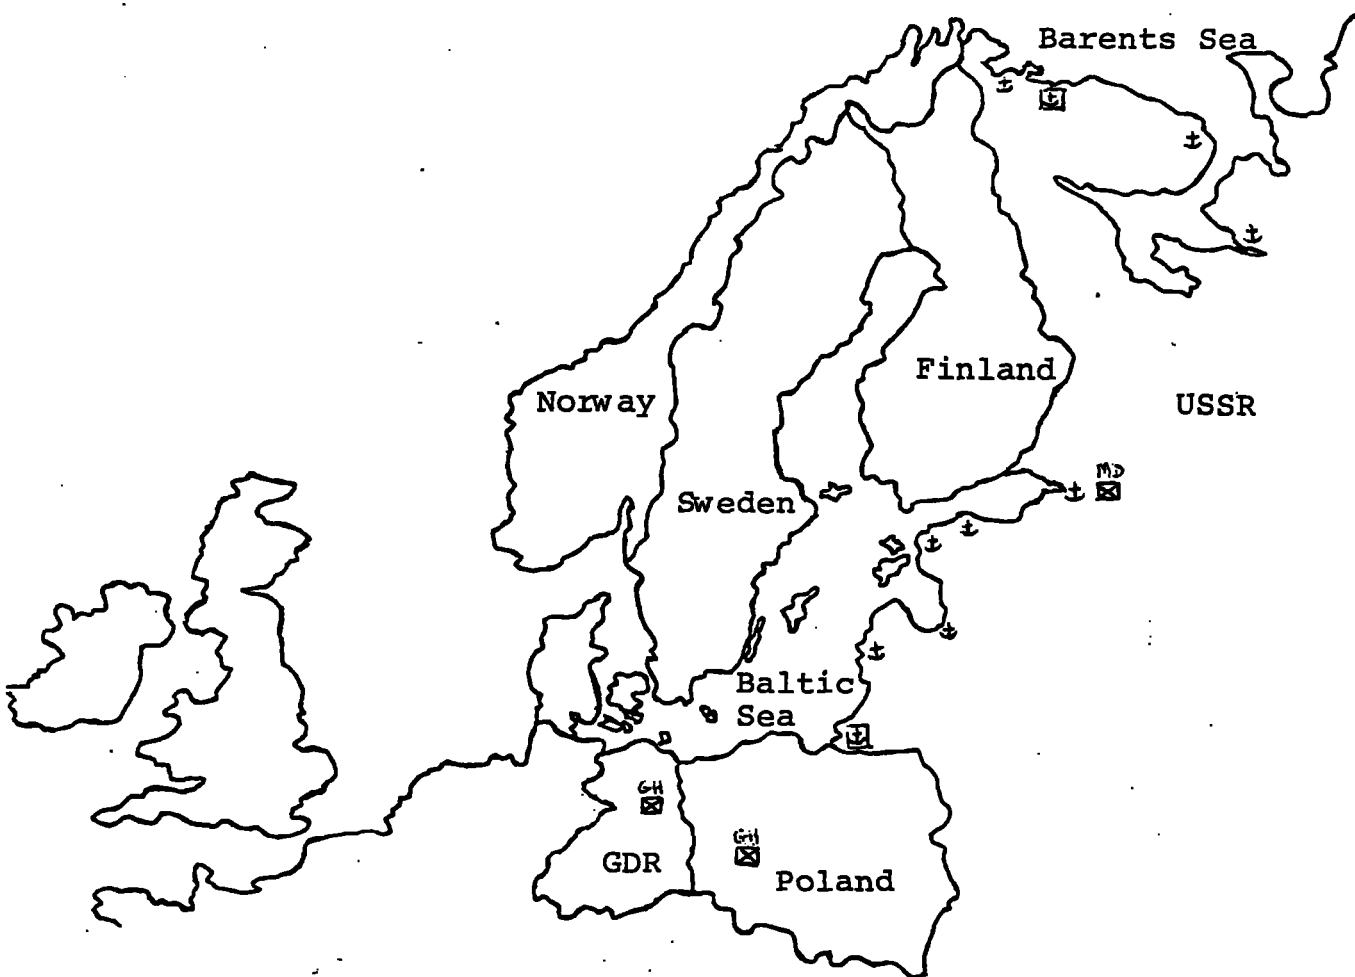 Barents Sea
Finland
Norway
USSR
MD
Sweden
Baltic
Sea
GH
GH
GDR
Poland